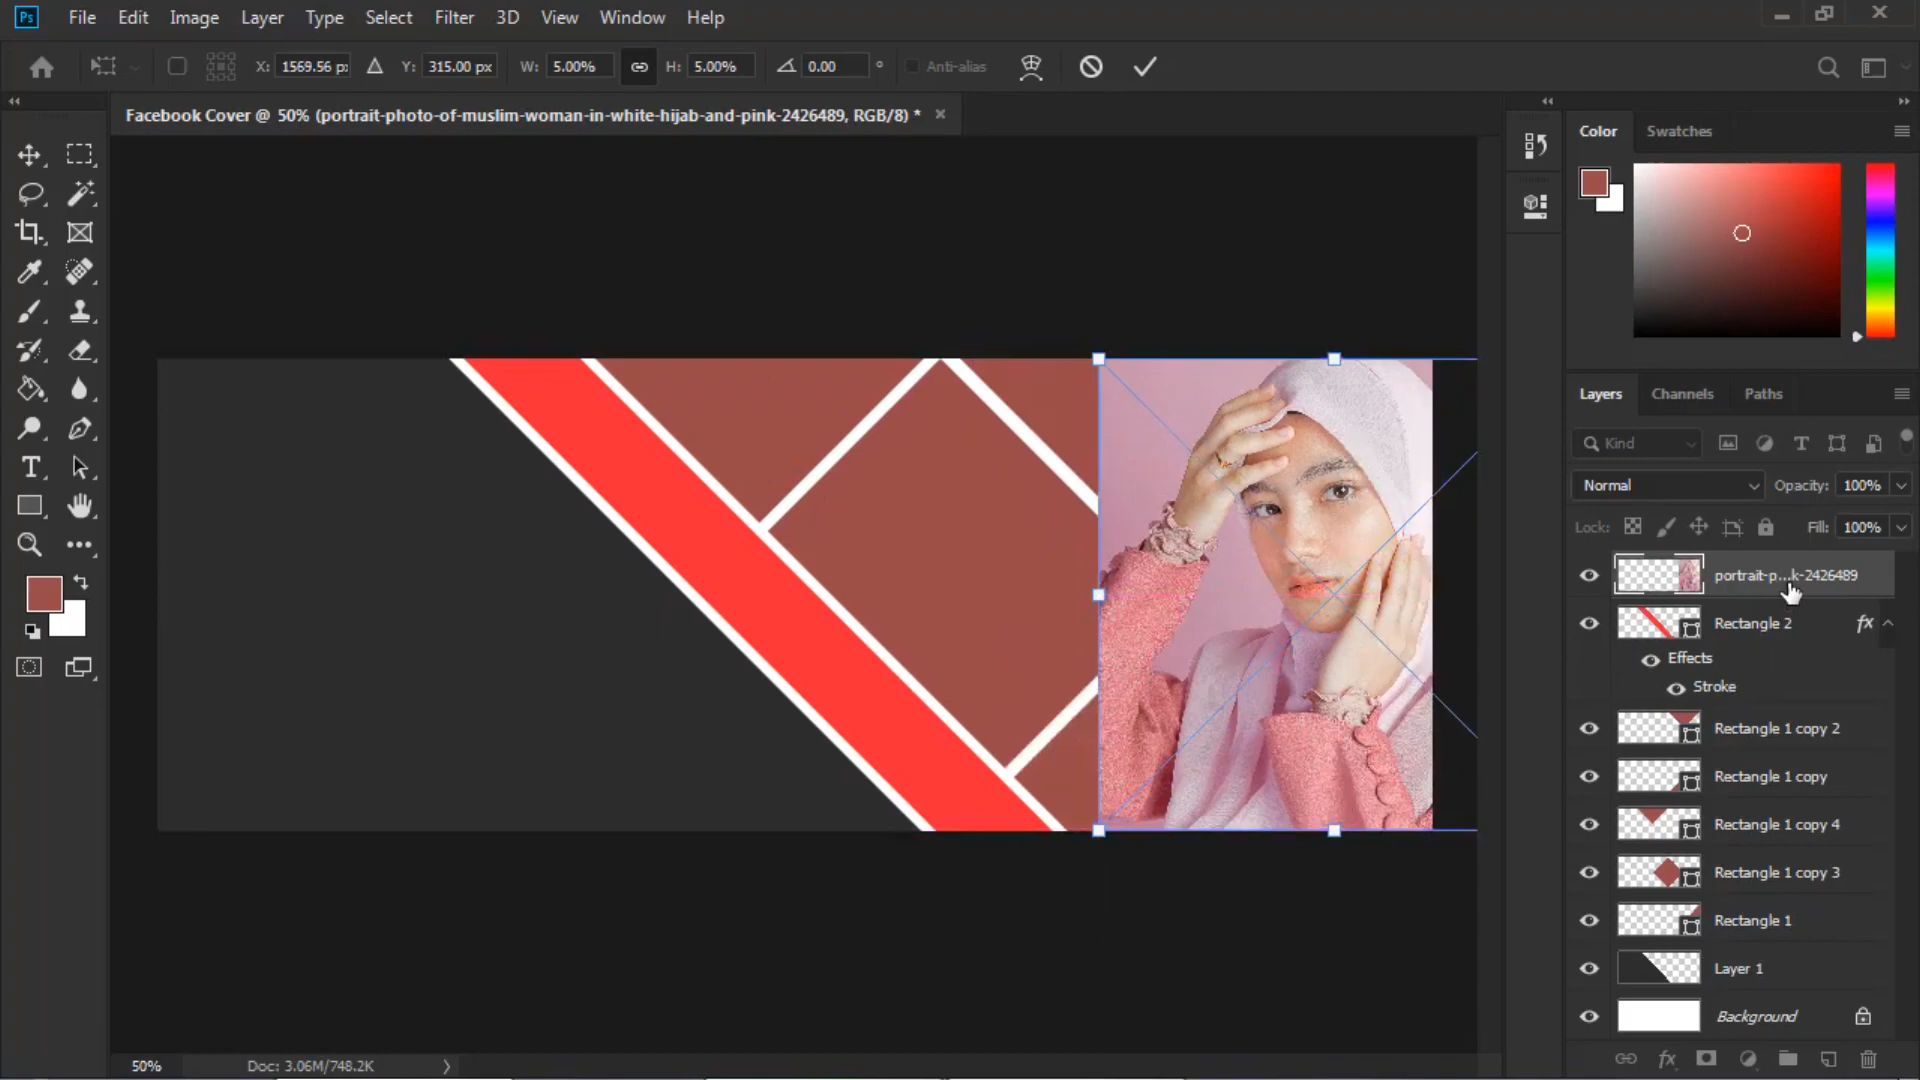 Ps File Edit Image Layer Type Select Filter 3D View Window Help
X: 1569.56 p: Y: 315.00 px W: 5.00% H: 5.00% 0.00 ° Anti-alias
Facebook Cover @ 50% (portrait-photo-of-muslim-woman-in-white-hijab-and-pink-2426489, RGB/8) * ×
Color Swatches
Layers Channels Paths
Kind
Normal Opacity: 100%
Lock: Fill: 100%
portrait-p...k-2426489
Rectangle 2 fx
Effects
Stroke
Rectangle 1 copy 2
Rectangle 1 copy
Rectangle 1 copy 4
Rectangle 1 copy 3
Rectangle 1
Layer 1
Background
50% Doc: 3.06M/748.2K
fx